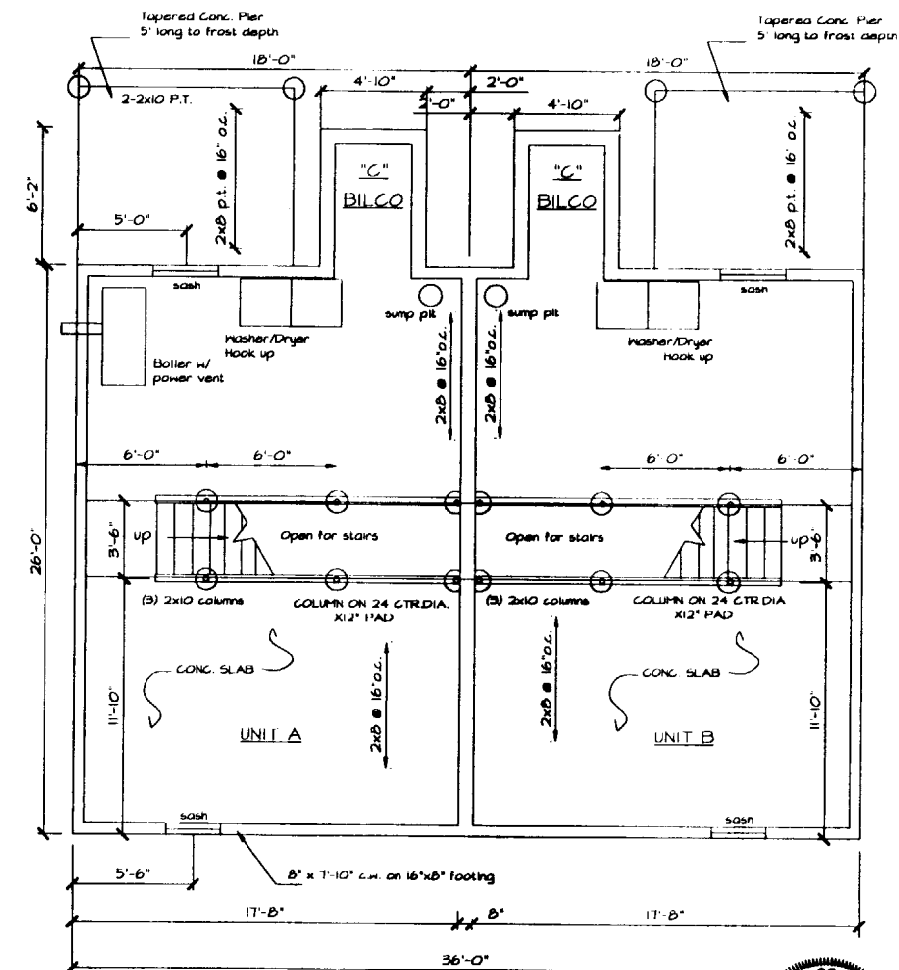 Tapered Conc. Pier
5' long to frost depth
Tapered Conc. Pier
5' long to frost depth
18'-0"
18'-0"
4'-10"
2'-0"
2'-0"
4'-10"
2-2x10 P.T.
2x8 p.t. @ 16" o.c.
2x8 p.t. @ 16" o.c.
"C"
BILCO
"C"
BILCO
6'-2"
5'-0"
sash
sash
sump pit
sump pit
Washer/Dryer
Hook up
Washer/Dryer
Hook up
Boiler w/
power vent
2x8 @ 16"o.c.
2x8 @ 16"o.c.
6'-0"
6'-0"
6'-0"
6'-0"
26'-0"
3'-6"
up
Open for stairs
Open for stairs
up
3'-6"
(3) 2x10 columns
COLUMN ON 24 CTR.DIA.
X12" PAD
(3) 2x10 columns
COLUMN ON 24 CTR.DIA
X12" PAD
CONC. SLAB
CONC. SLAB
2x8 @ 16"o.c.
2x8 @ 16"o.c.
11'-10"
11'-10"
UNIT A
UNIT B
sash
sash
5'-6"
8" x 7'-10" c.w. on 16"x8" footing
17'-8"
8"
17'-8"
36'-0"